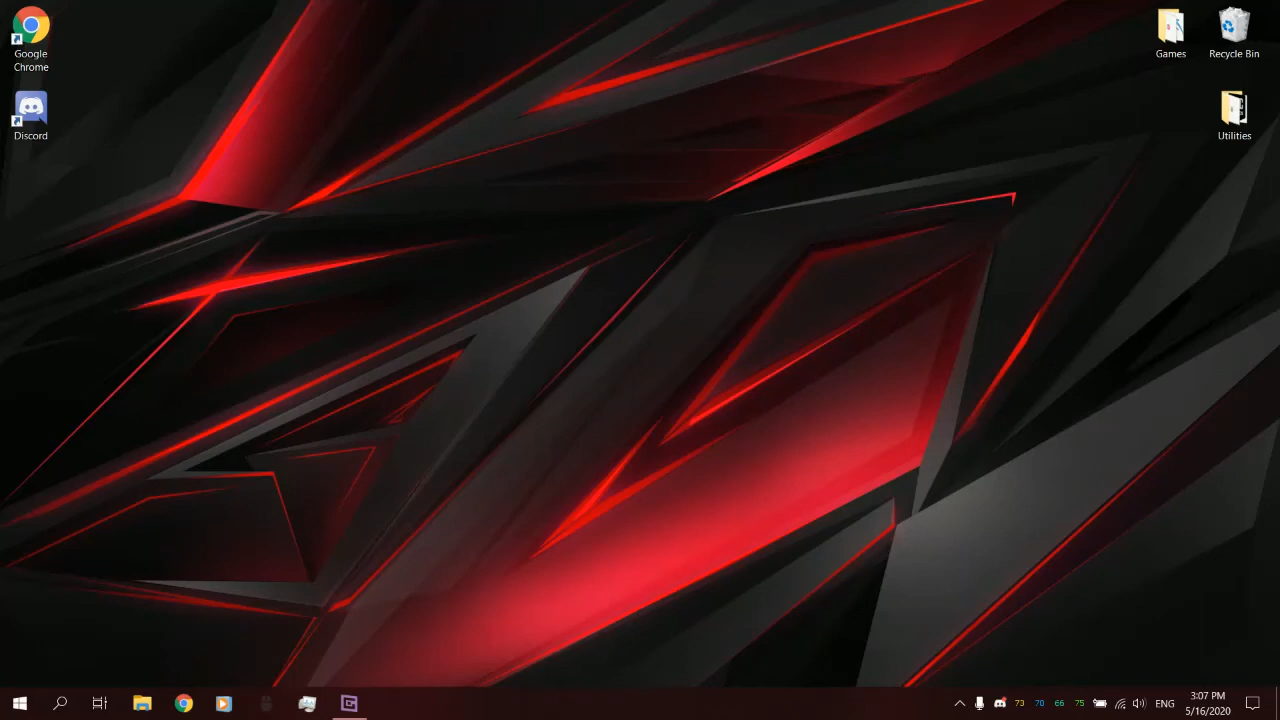 Google
Chrome
Discord
Games
Recycle Bin
Utilities
73 70 66 75 ENG
3:07 PM
5/16/2020